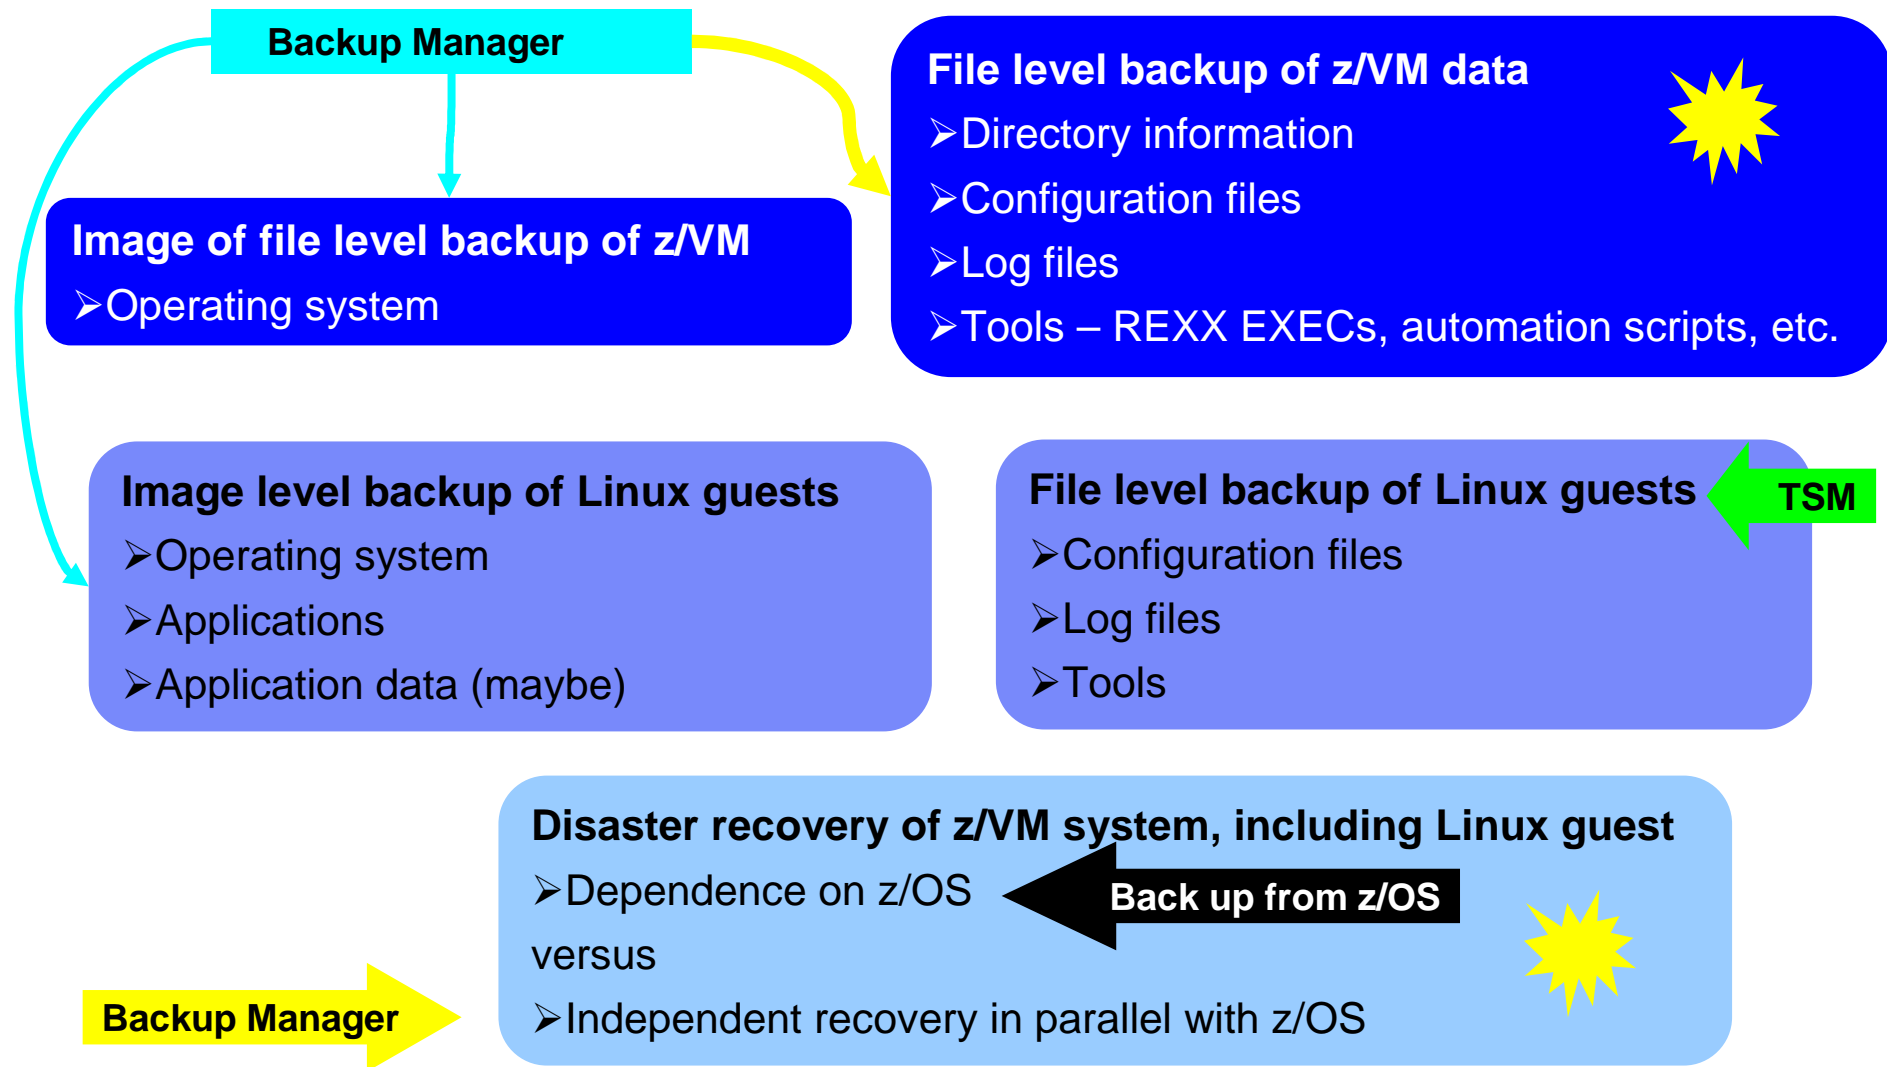 Backup Manager
File level backup of z/VM data
➢Directory information
➢Configuration files
➢Log files
➢Tools – REXX EXECs, automation scripts, etc.
Image of file level backup of z/VM
➢Operating system
Image level backup of Linux guests
➢Operating system
➢Applications
➢Application data (maybe)
File level backup of Linux guests
TSM
➢Configuration files
➢Log files
➢Tools
Disaster recovery of z/VM system, including Linux guest
➢Dependence on z/OS
Back up from z/OS
versus
➢Independent recovery in parallel with z/OS
Backup Manager